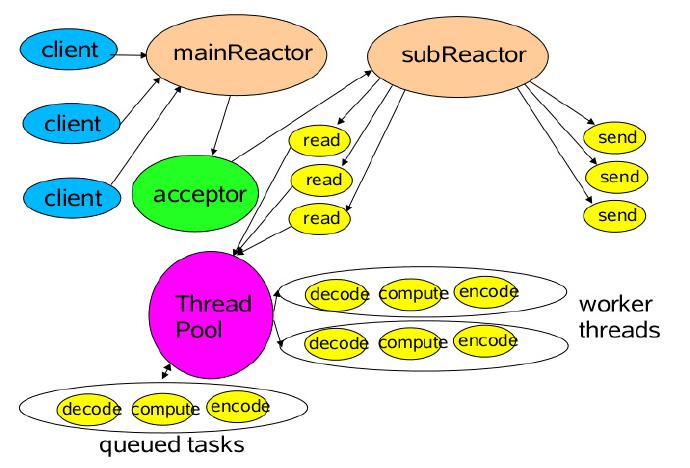 client
mainReactor
subReactor
client
read
send
client
acceptor
read
send
read
send
Thread
Pool
decode compute encode
worker
threads
decode compute encode
decode compute encode
queued tasks